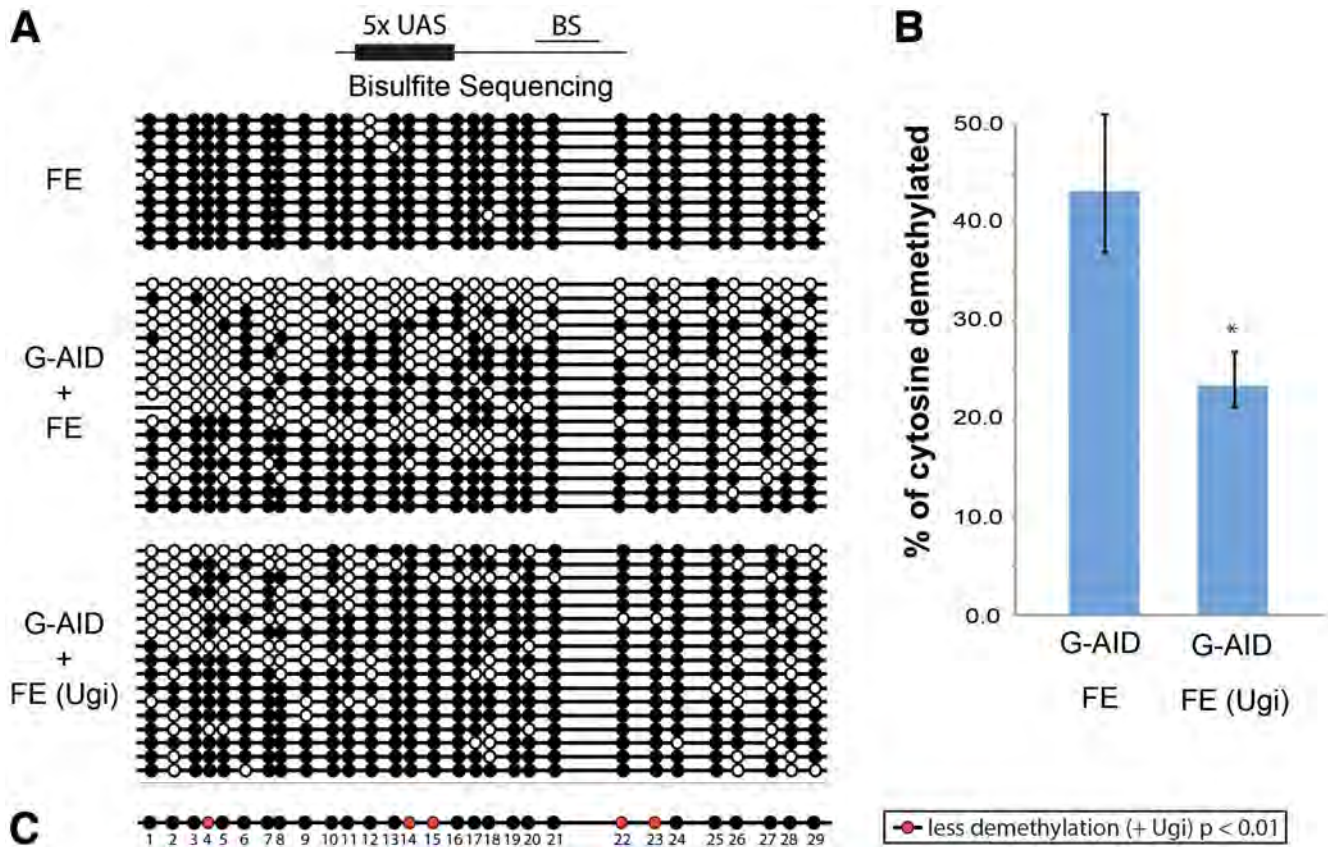 A
5x UAS
BS
Bisulfite Sequencing
FE
G-AID
+
FE
G-AID
+
FE (Ugi)
B
% of cytosine demethylated
50.0
40.0
30.0
20.0
10.0
0.0
*
G-AID
FE
G-AID
FE (Ugi)
C
1 2 3 4 5 6 7 8 9 10 11 12 13 14 15 16 17 18 19 20 21 22 23 24 25 26 27 28 29
less demethylation (+ Ugi) p < 0.01